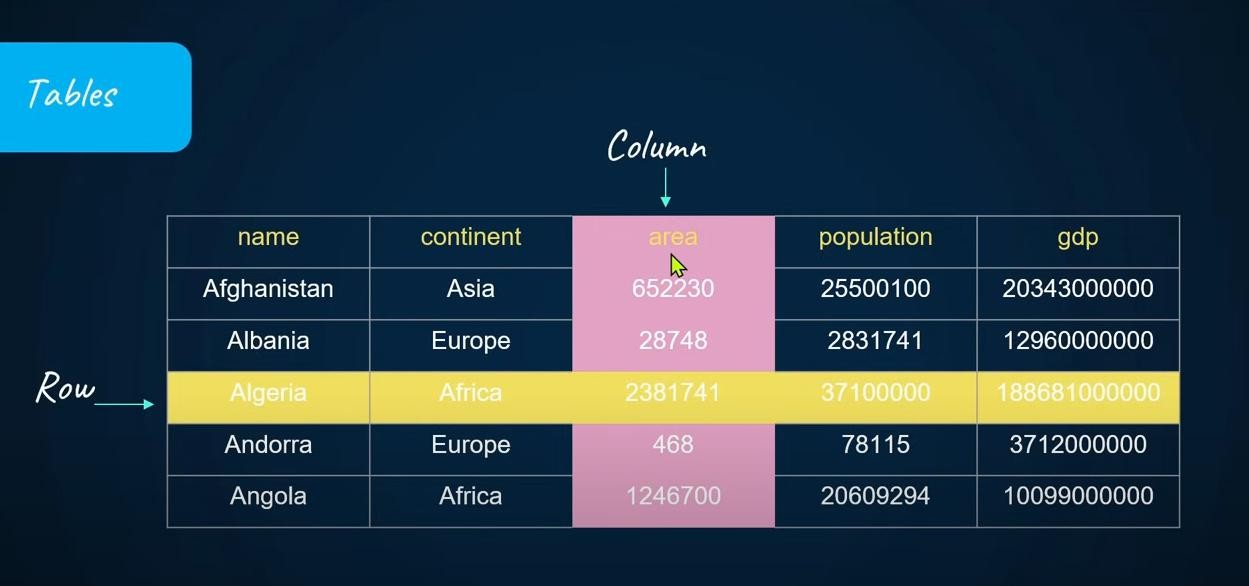 Tables
Column
name continent area population gdp
Afghanistan Asia 652230 25500100 20343000000
Albania Europe 28748 2831741 12960000000
Row
Algeria Africa 2381741 37100000 188681000000
Andorra Europe 468 78115 3712000000
Angola Africa 1246700 20609294 10099000000